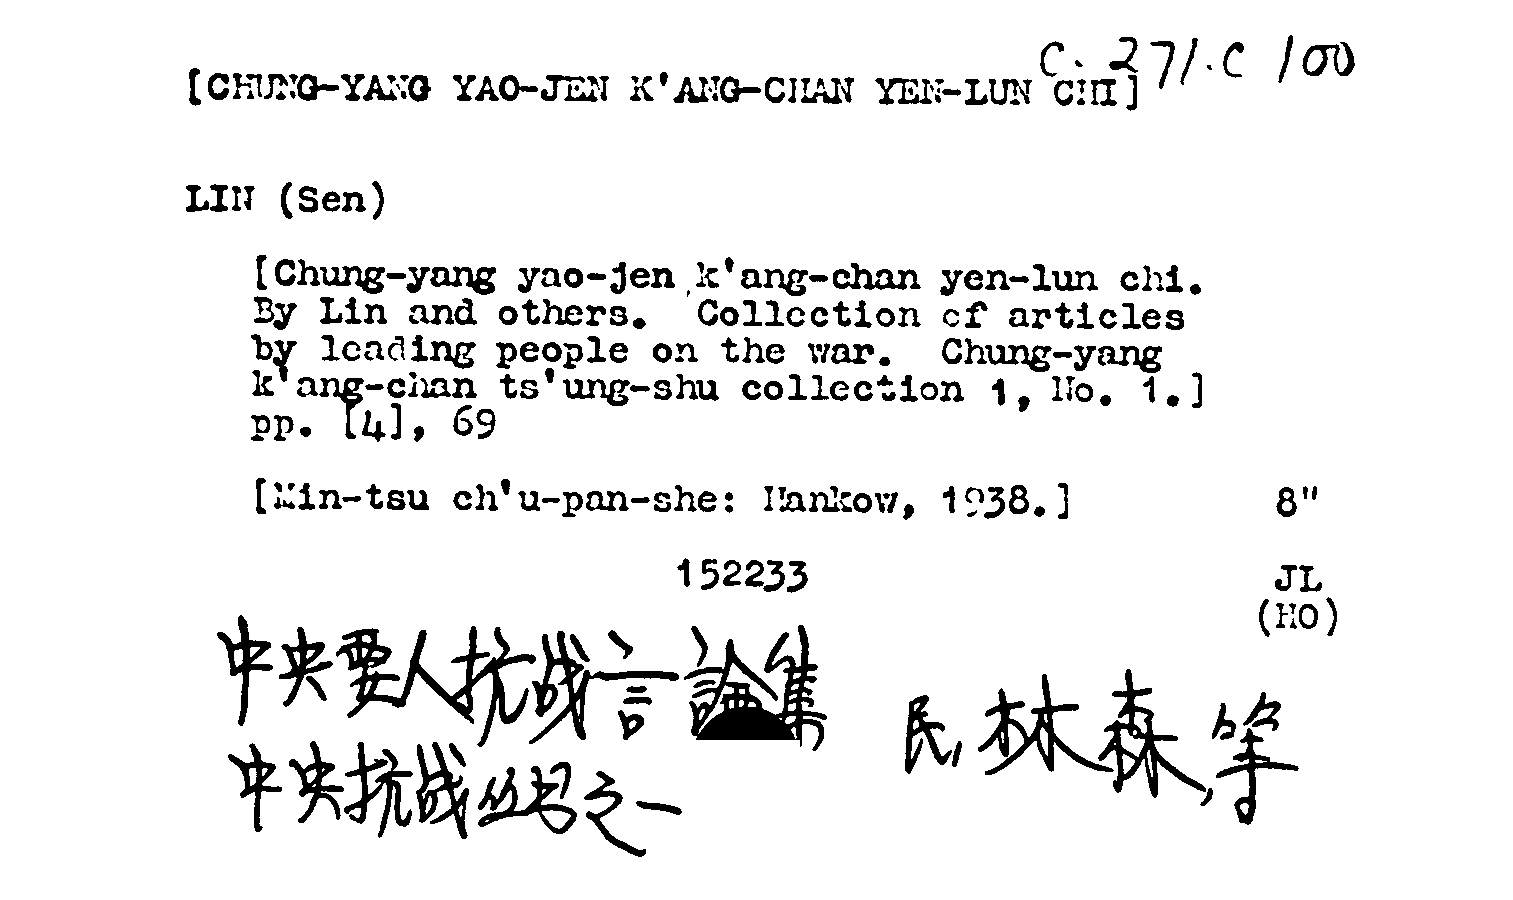 C. 271.c 100
[CHUNG-YANG YAO-JEN K'ANG-CHAN YEN-LUN CHI]
LIN (Sen)
[Chung-yang yao-jen k'ang-chan yen-lun chi.
By Lin and others. Collection of articles
by leading people on the war. Chung-yang
k'ang-chan ts'ung-shu collection 1, No. 1.]
pp. [4], 69
[Min-tsu ch'u-pan-she: Hankow, 1938.] 8"
152233 JL
(HO)
中央要人抗战言論集
民,林森,等
中央抗战丛书之一